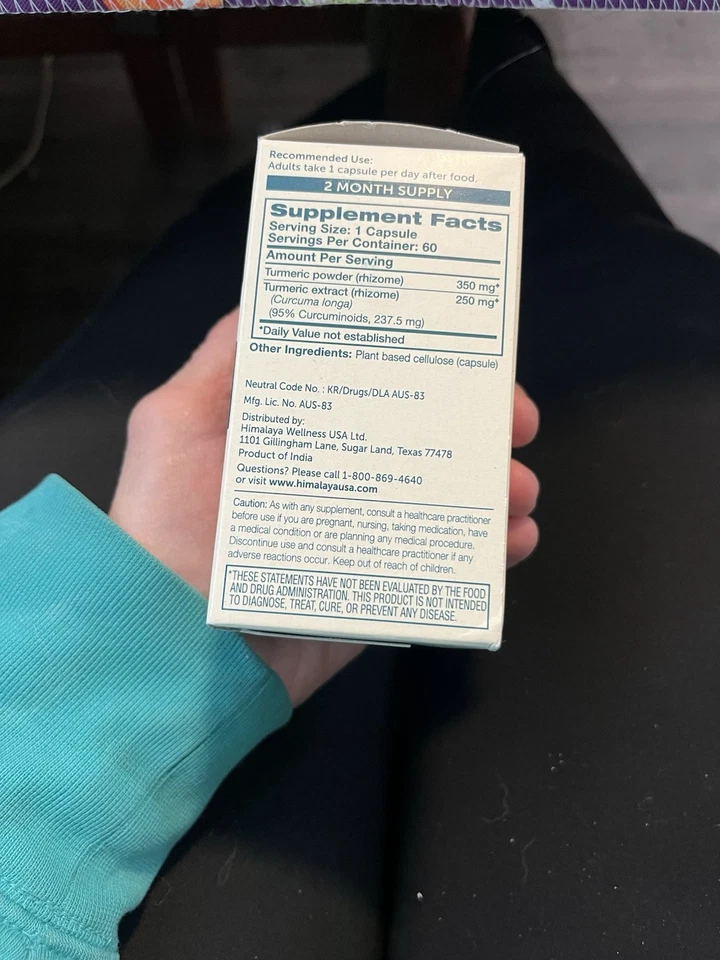 Recommended Use:
Adults take 1 capsule per day after food.
2 MONTH SUPPLY
Supplement Facts
Serving Size: 1 Capsule
Servings Per Container: 60
Amount Per Serving
Turmeric powder (rhizome) 350 mg*
Turmeric extract (rhizome) 250 mg*
(Curcuma longa)
(95% Curcuminoids, 237.5 mg)
*Daily Value not established
Other Ingredients: Plant based cellulose (capsule)
Neutral Code No. : KR/Drugs/DLA AUS-83
Mfg. Lic. No. AUS-83
Distributed by:
Himalaya Wellness USA Ltd.
1101 Gillingham Lane, Sugar Land, Texas 77478
Product of India
Questions? Please call 1-800-869-4640
or visit www.himalayausa.com
Caution: As with any supplement, consult a healthcare practitioner
before use if you are pregnant, nursing, taking medication, have
a medical condition or are planning any medical procedure.
Discontinue use and consult a healthcare practitioner if any
adverse reactions occur. Keep out of reach of children.
*THESE STATEMENTS HAVE NOT BEEN EVALUATED BY THE FOOD
AND DRUG ADMINISTRATION. THIS PRODUCT IS NOT INTENDED
TO DIAGNOSE, TREAT, CURE, OR PREVENT ANY DISEASE.